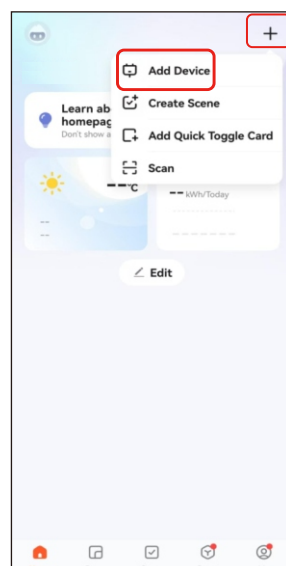 Add Device
Create Scene
Learn ab
homepag
Don't show a
Add Quick Toggle Card
Scan
--°C
-- kWh/Today
--
--
-------
Edit